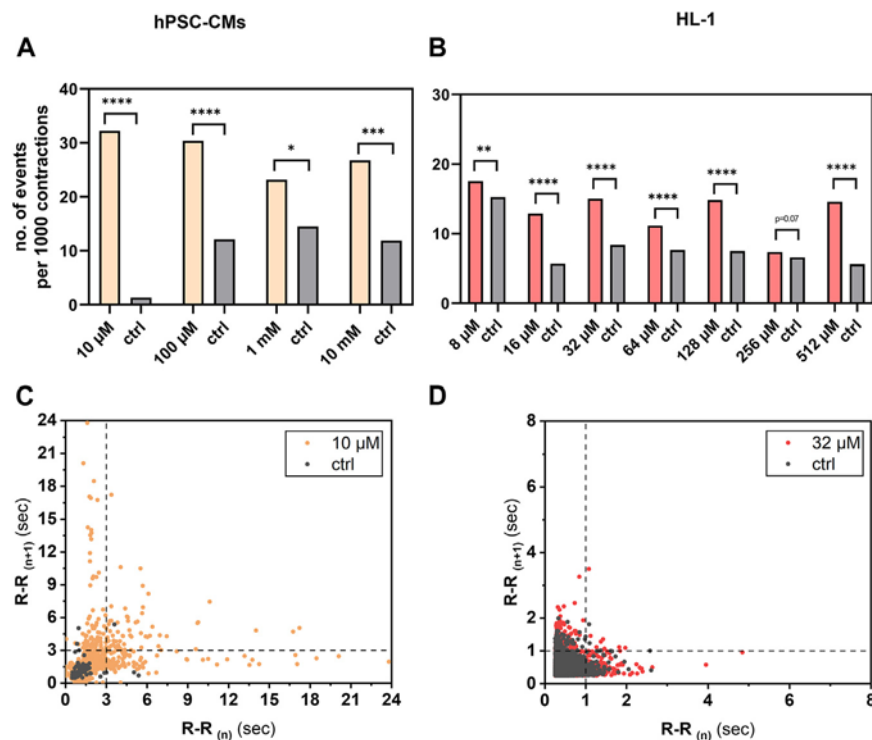 hPSC-CMs
HL-1
A
no. of events
per 1000 contractions
40
30
20
10
0
****
****
*
***
10 µM
ctrl
100 µM
ctrl
1 mM
ctrl
10 mM
ctrl
B
30
20
10
0
**
****
****
****
****
p=0.07
****
8 µM
ctrl
16 µM
ctrl
32 µM
ctrl
64 µM
ctrl
128 µM
ctrl
256 µM
ctrl
512 µM
ctrl
C
R-R (n+1) (sec)
24
21
18
15
12
9
6
3
0
10 µM
ctrl
0 3 6 9 12 15 18 21 24
R-R (n) (sec)
D
R-R (n+1) (sec)
8
6
4
2
1
0
32 µM
ctrl
0 1 2 4 6 8
R-R (n) (sec)